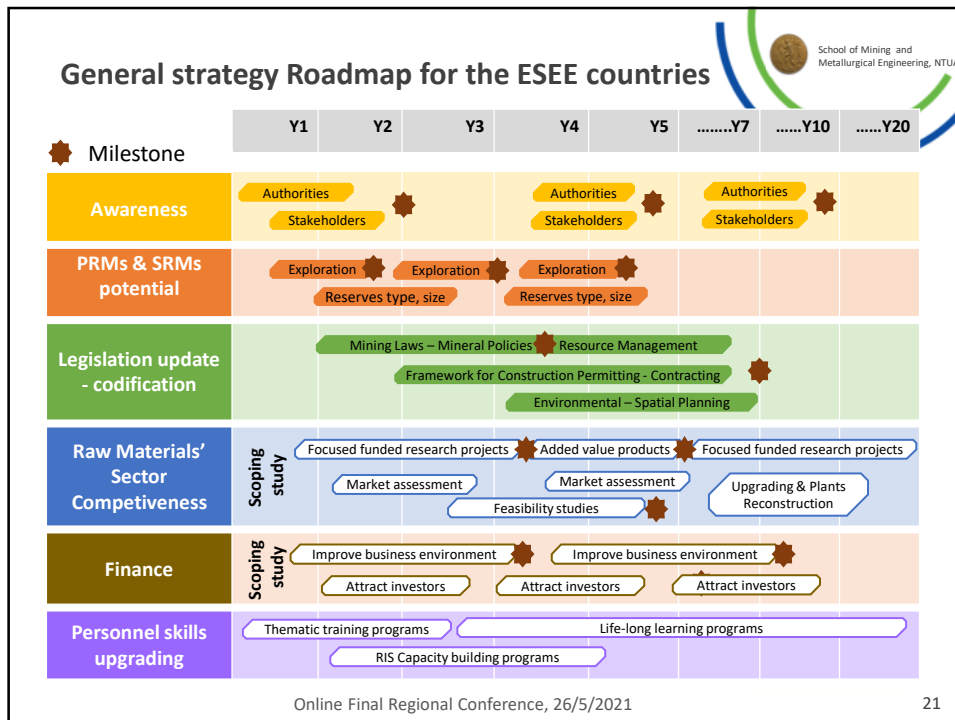 School of Mining and
Metallurgical Engineering, NTUA
General strategy Roadmap for the ESEE countries
Y1 Y2 Y3 Y4 Y5 ........Y7 ......Y10 ......Y20
Milestone
Awareness
Authorities Authorities Authorities
Stakeholders Stakeholders Stakeholders
PRMs & SRMs
potential
Exploration Exploration Exploration
Reserves type, size Reserves type, size
Legislation update
- codification
Mining Laws – Mineral Policies Resource Management
Framework for Construction Permitting - Contracting
Environmental – Spatial Planning
Raw Materials’
Sector
Competiveness
Scoping
study
Focused funded research projects Added value products Focused funded research projects
Market assessment Market assessment
Upgrading & Plants
Reconstruction
Feasibility studies
Finance
Scoping
study
Improve business environment Improve business environment
Attract investors Attract investors Attract investors
Personnel skills
upgrading
Thematic training programs Life-long learning programs
RIS Capacity building programs
Online Final Regional Conference, 26/5/2021 21